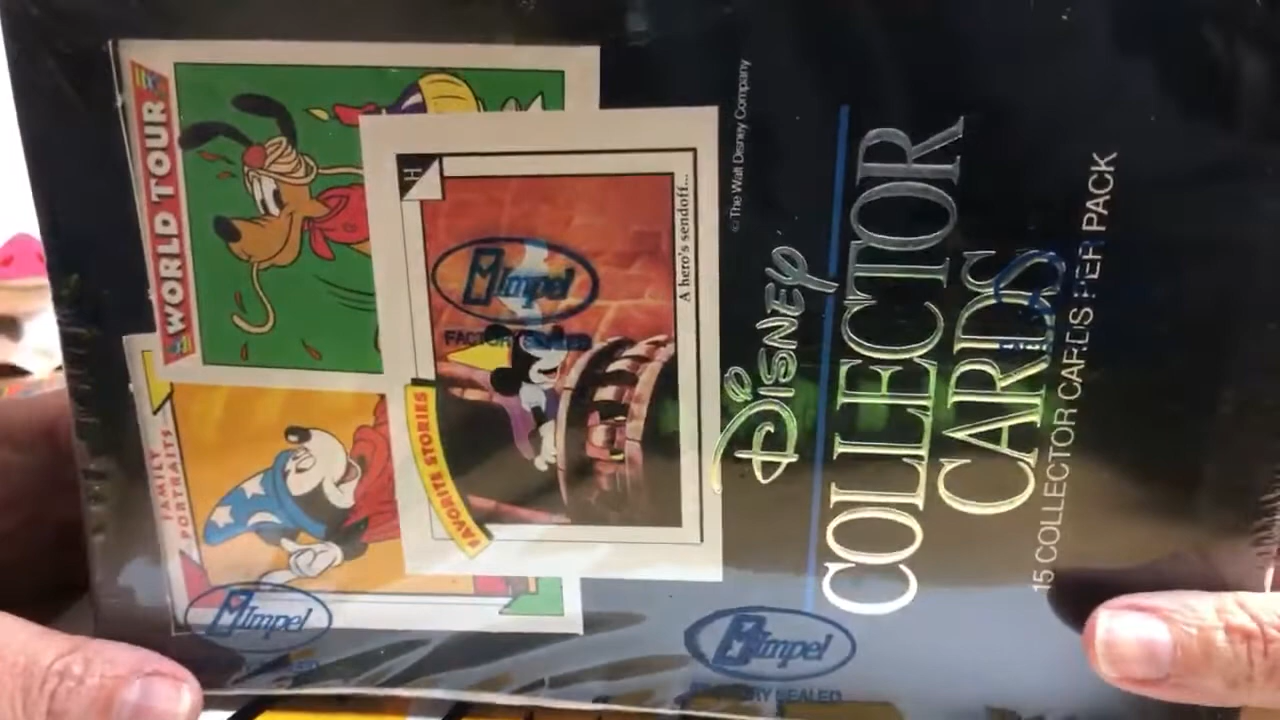 WORLD TOUR
FAMILY
PORTRAITS
H
A hero's sendoff...
FAVORITE STORIES
© The Walt Disney Company
DISNEY
COLLECTOR
CARDS
15 COLLECTOR CARDS PER PACK
Impel
FACTORY SEALED
Impel
SEALED
Impel
FACTORY SEALED